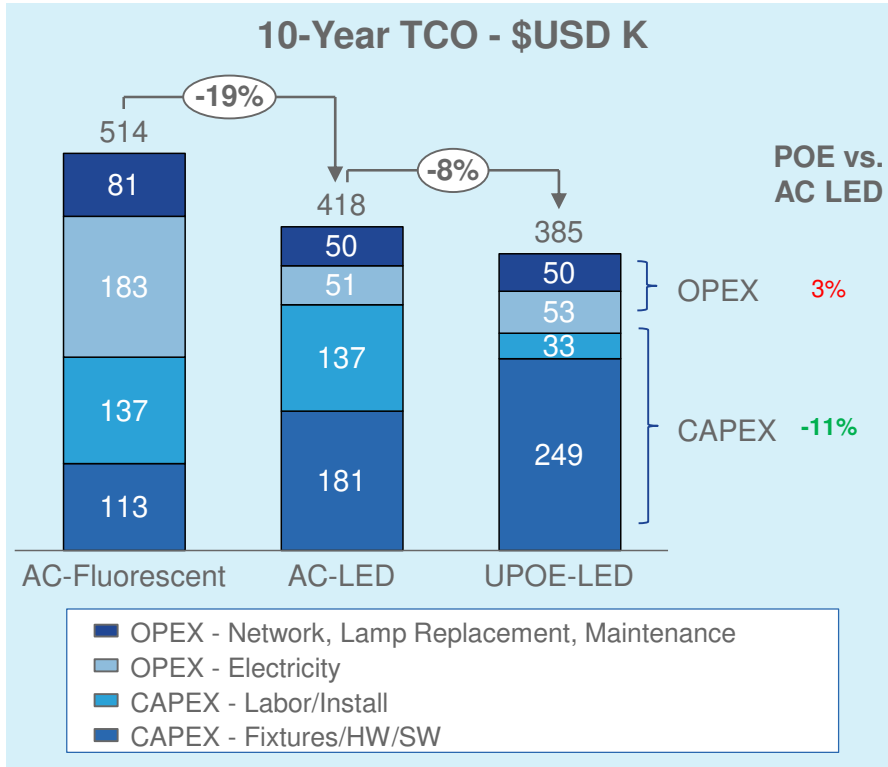 10-Year TCO - $USD K
-19%
514
-8%
POE vs.
AC LED
418
385
81
183
137
113
50
51
137
181
50
53
33
249
OPEX 3%
CAPEX -11%
AC-Fluorescent AC-LED UPOE-LED
OPEX - Network, Lamp Replacement, Maintenance
OPEX - Electricity
CAPEX - Labor/Install
CAPEX - Fixtures/HW/SW